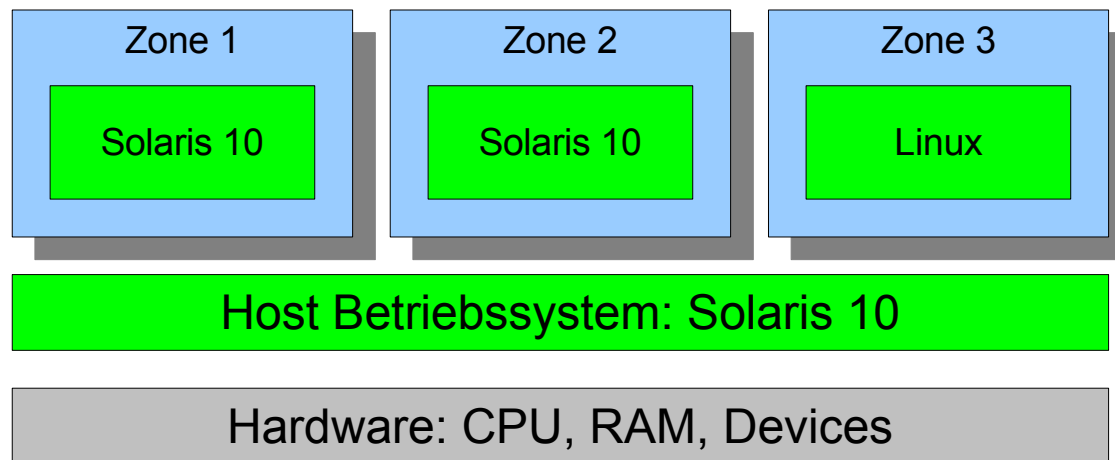 Zone 1
Zone 2
Zone 3
Solaris 10
Solaris 10
Linux
Host Betriebssystem: Solaris 10
Hardware: CPU, RAM, Devices